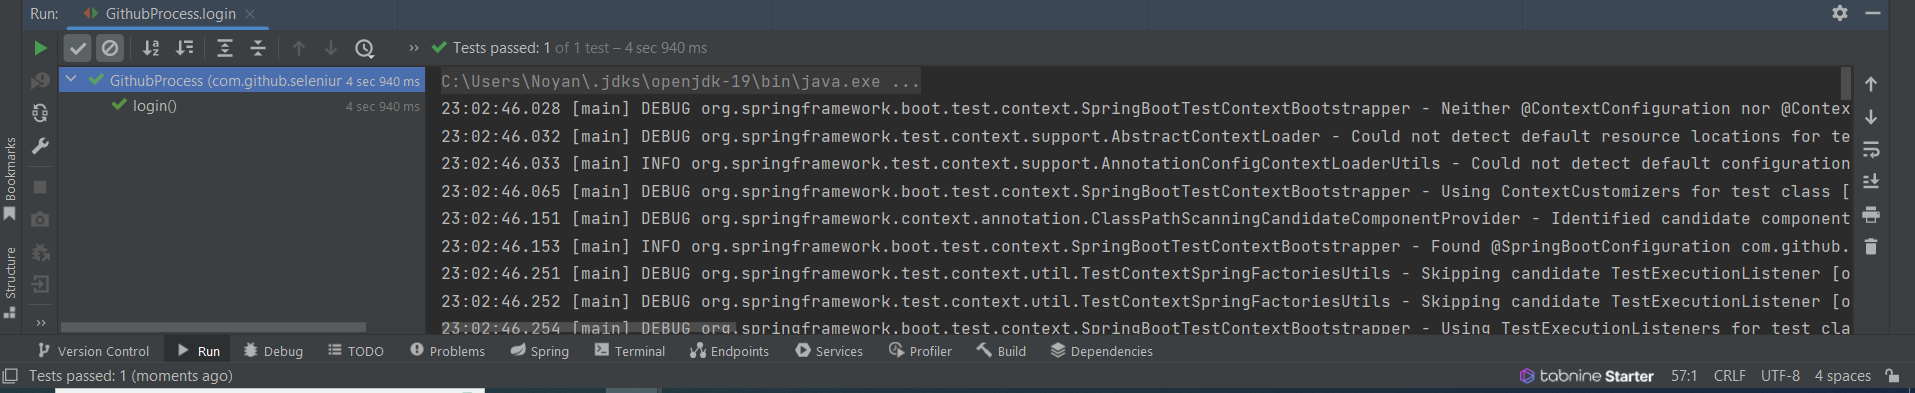 Run: GithubProcess.login
Tests passed: 1 of 1 test – 4 sec 940 ms
GithubProcess (com.github.seleniur 4 sec 940 ms
login() 4 sec 940 ms
C:\Users\Noyan\.jdks\openjdk-19\bin\java.exe ...
23:02:46.028 [main] DEBUG org.springframework.boot.test.context.SpringBootTestContextBootstrapper - Neither @ContextConfiguration nor @Contex
23:02:46.032 [main] DEBUG org.springframework.test.context.support.AbstractContextLoader - Could not detect default resource locations for te
23:02:46.033 [main] INFO org.springframework.test.context.support.AnnotationConfigContextLoaderUtils - Could not detect default configuration
23:02:46.065 [main] DEBUG org.springframework.boot.test.context.SpringBootTestContextBootstrapper - Using ContextCustomizers for test class [
23:02:46.151 [main] DEBUG org.springframework.context.annotation.ClassPathScanningCandidateComponentProvider - Identified candidate component
23:02:46.153 [main] INFO org.springframework.boot.test.context.SpringBootTestContextBootstrapper - Found @SpringBootConfiguration com.github.
23:02:46.251 [main] DEBUG org.springframework.test.context.util.TestContextSpringFactoriesUtils - Skipping candidate TestExecutionListener [o
23:02:46.252 [main] DEBUG org.springframework.test.context.util.TestContextSpringFactoriesUtils - Skipping candidate TestExecutionListener [o
23:02:46.254 [main] DEBUG org.springframework.boot.test.context.SpringBootTestContextBootstrapper - Using TestExecutionListeners for test cla
Bookmarks
Structure
Version Control Run Debug TODO Problems Spring Terminal Endpoints Services Profiler Build Dependencies
Tests passed: 1 (moments ago) tabnine Starter 57:1 CRLF UTF-8 4 spaces